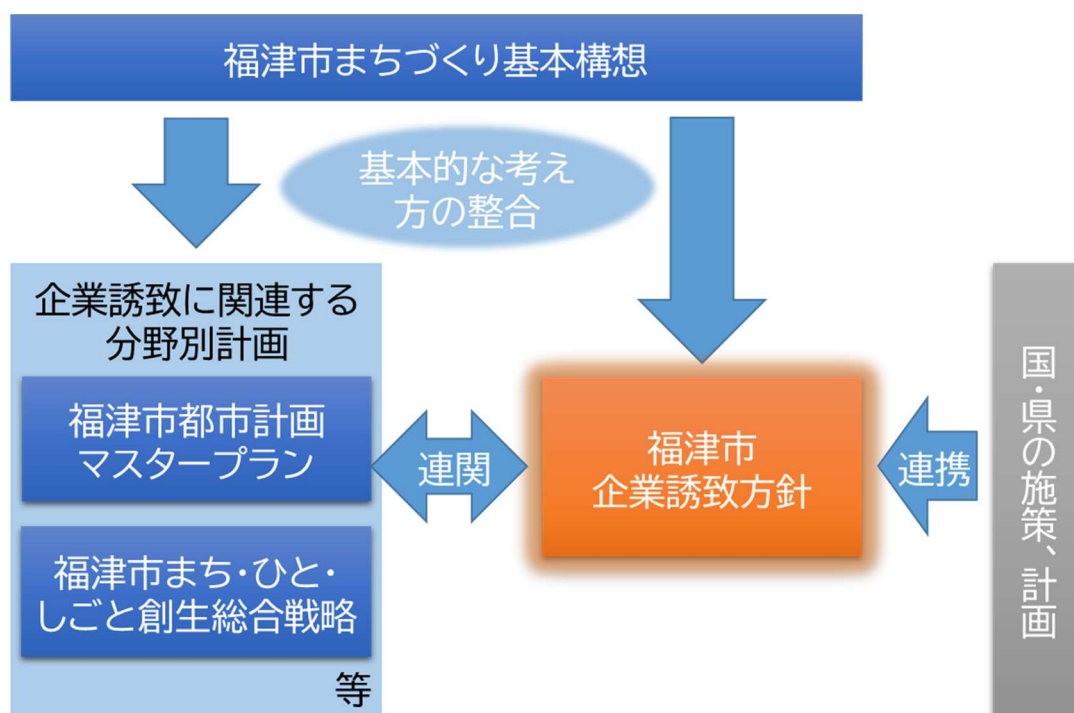 福津市まちづくり基本構想
基本的な考え
方の整合
企業誘致に関連する
分野別計画
福津市都市計画
マスタープラン
福津市まち・ひと・
しごと創生総合戦略
等
連関
福津市
企業誘致方針
連携
国・県の施策、計画